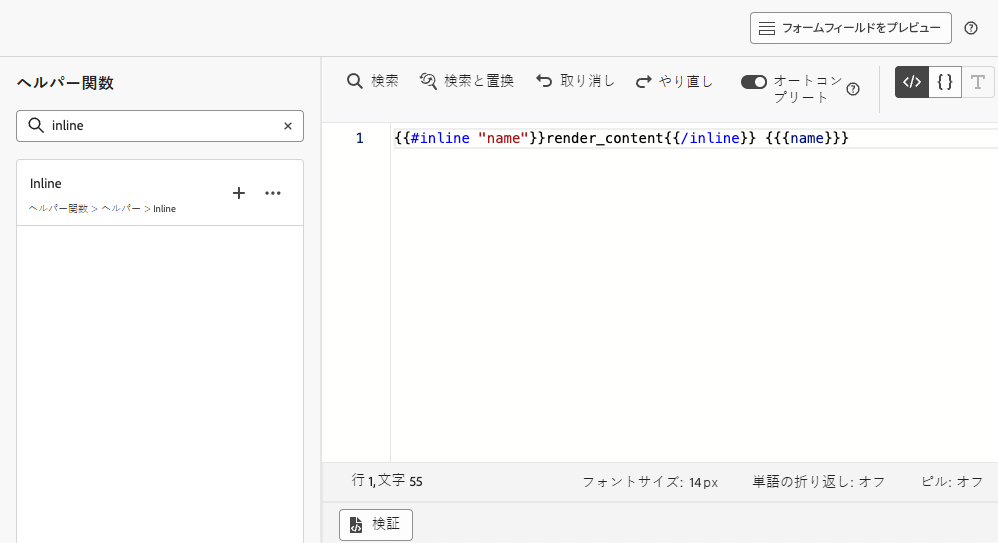 フォームフィールドをプレビュー
ヘルパー関数
inline
Inline
ヘルパー関数 > ヘルパー > Inline
検索
検索と置換
取り消し
やり直し
オートコン
プリート
1
{{#inline "name"}}render_content{{/inline}} {{{name}}}
行 1, 文字 55
フォントサイズ: 14px
単語の折り返し: オフ
ピル: オフ
検証